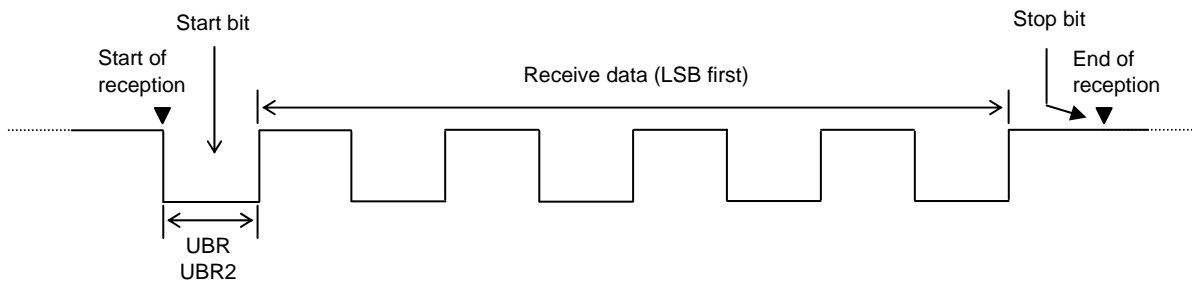 Start bit
Stop bit
Start of
reception
Receive data (LSB first)
End of
reception
UBR
UBR2